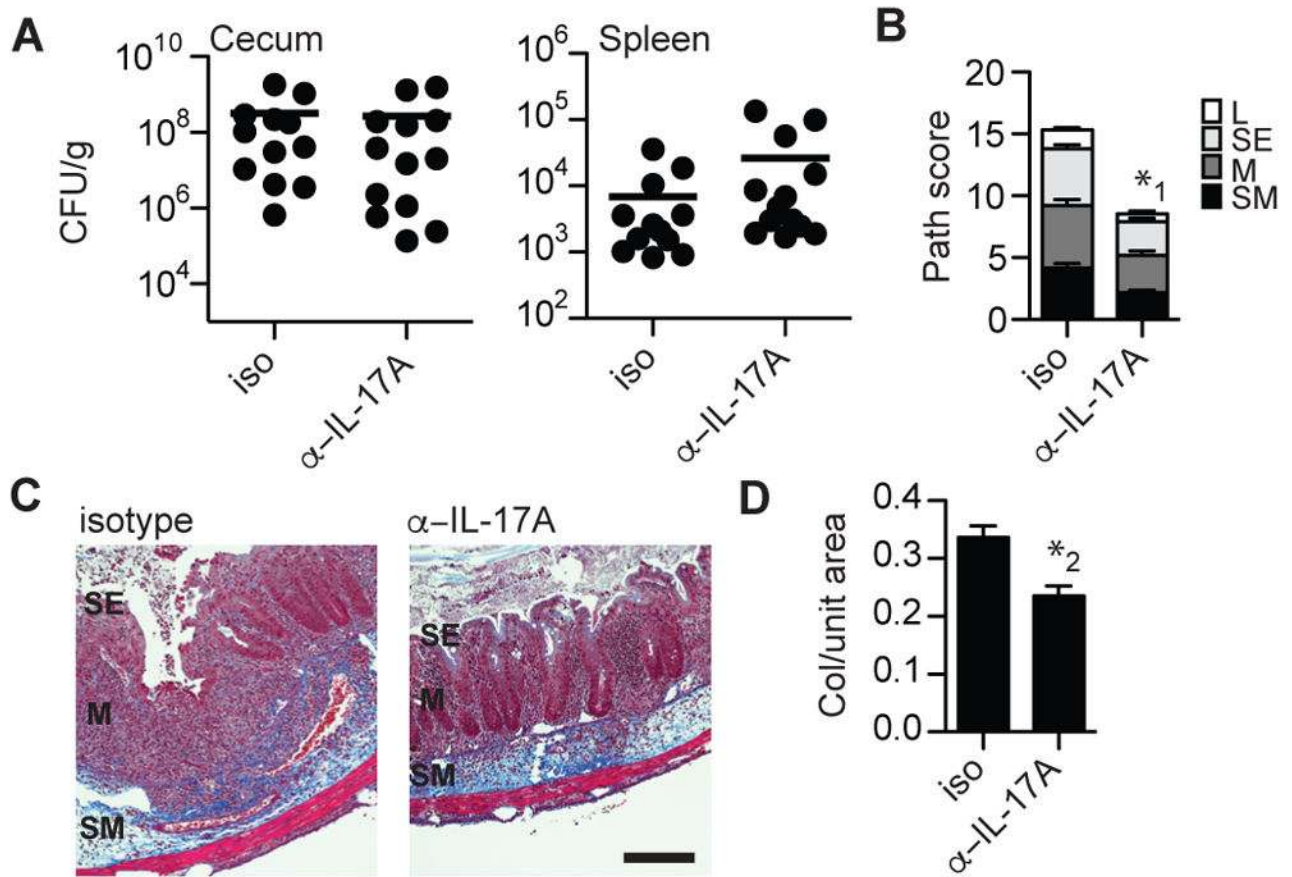 A
Cecum
CFU/g
10^10
10^8
10^6
10^4
iso
α–IL-17A
Spleen
10^6
10^5
10^4
10^3
10^2
iso
α–IL-17A
B
Path score
20
15
10
5
0
*1
L
SE
M
SM
iso
α–IL-17A
C
isotype
SE
M
SM
α–IL-17A
SE
M
SM
D
Col/unit area
0.4
0.3
0.2
0.1
0.0
*2
iso
α–IL-17A